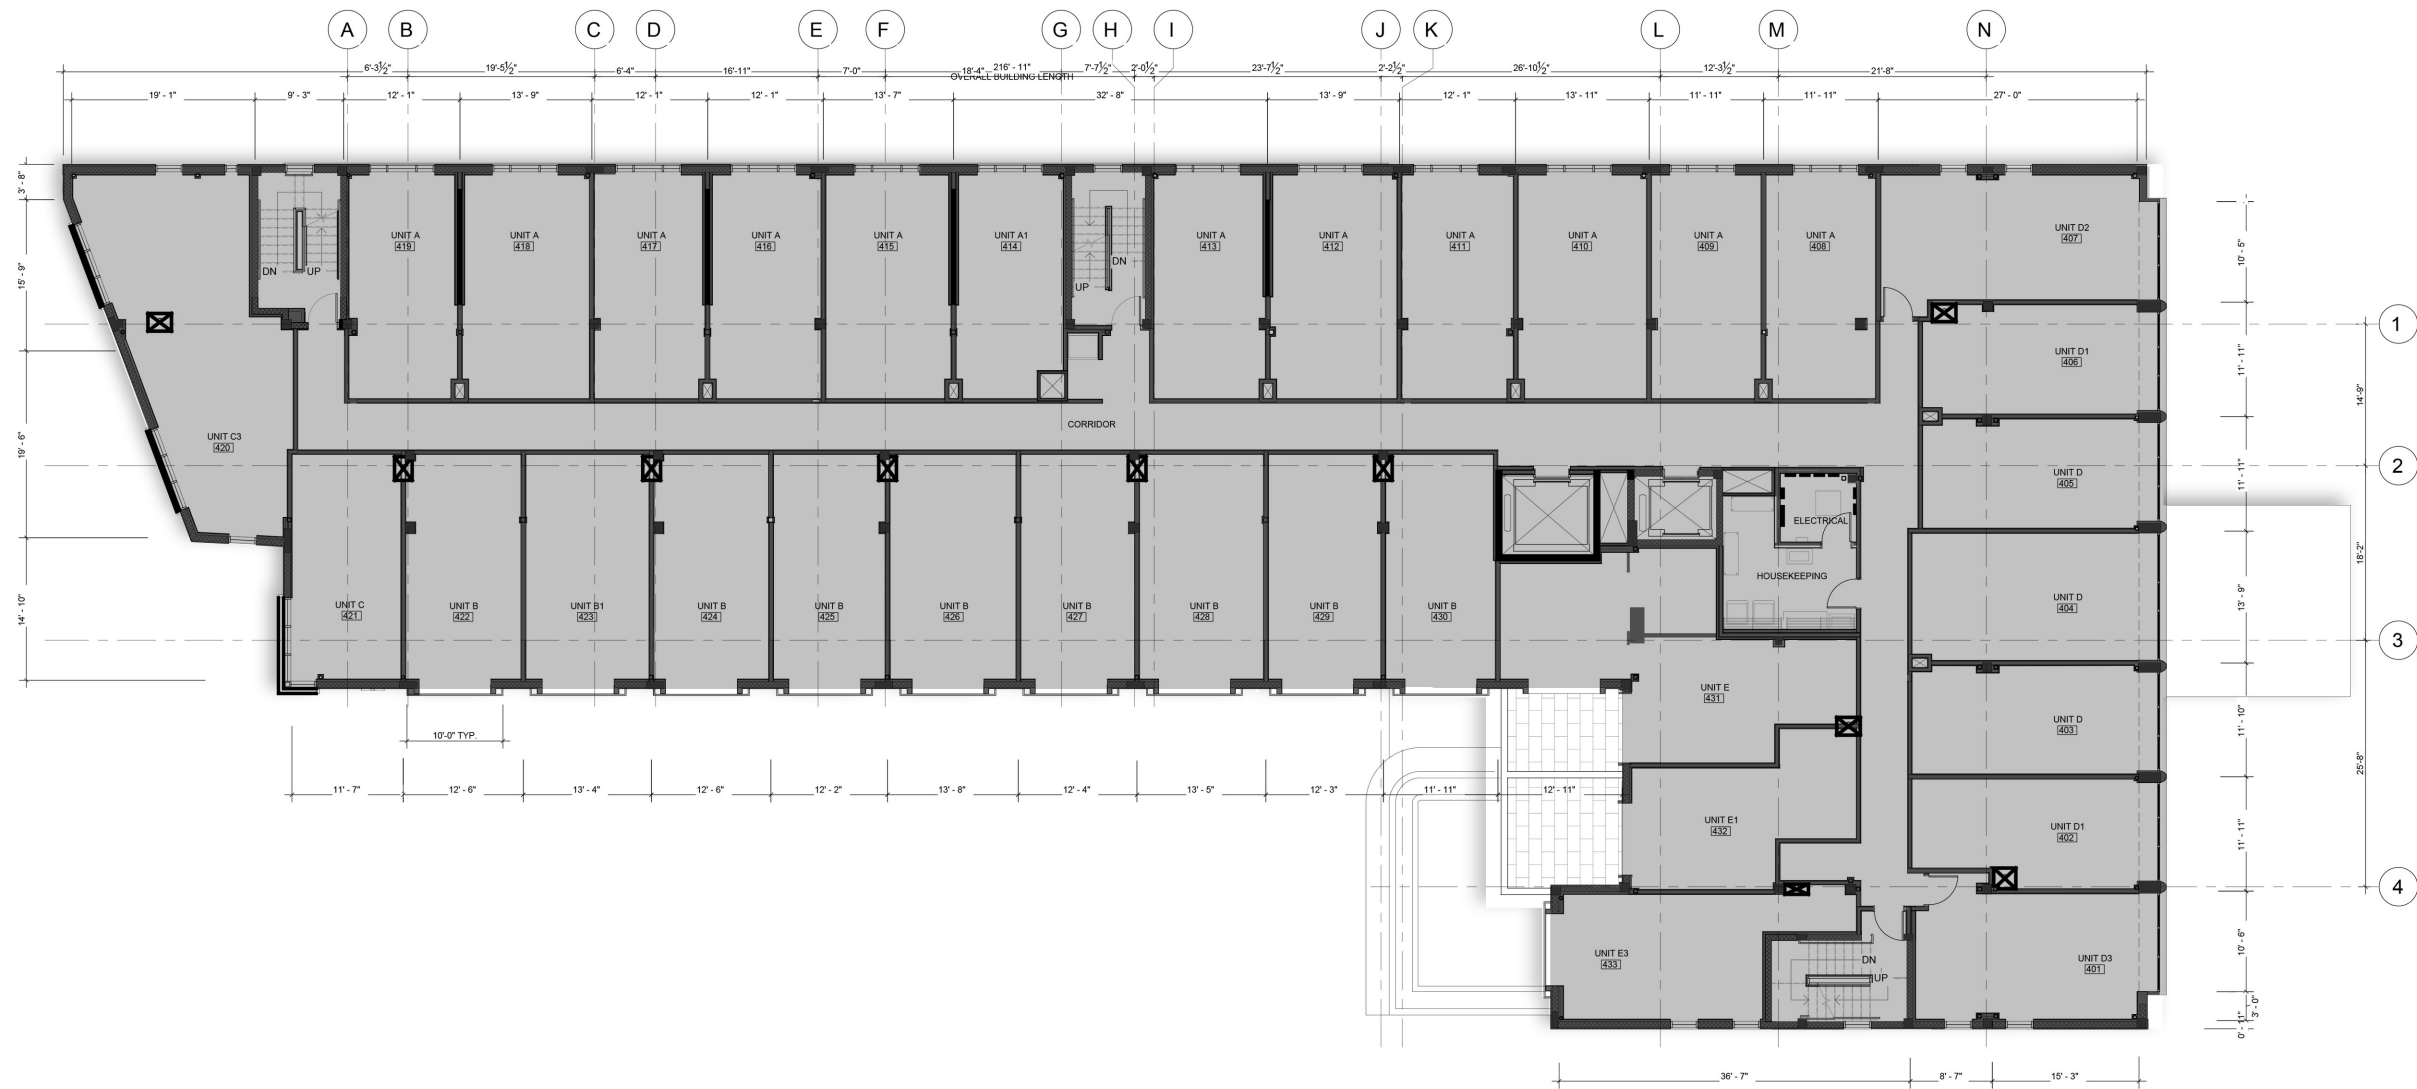 A B C D E F G H I J K L M N
6'-3½" 19'-5½" 6'-4" 16'-11" 7'-0" 18'-4" 216' - 11" 7'-7½" 2'-0½" 23'-7½" 2'-2½" 26'-10½" 12'-3½" 21'-8"
OVERALL BUILDING LENGTH
19' - 1" 9' - 3" 12' - 1" 13' - 9" 12' - 1" 12' - 1" 13' - 7" 32' - 8" 13' - 9" 12' - 1" 13' - 11" 11' - 11" 11' - 11" 27' - 0"
3' - 8"
15' - 9"
19' - 6"
14' - 10"
UNIT A
419
UNIT A
418
UNIT A
417
UNIT A
416
UNIT A
415
UNIT A1
414
UNIT A
413
UNIT A
412
UNIT A
411
UNIT A
410
UNIT A
409
UNIT A
408
UNIT D2
407
DN UP
DN
UP
10' - 5"
1
UNIT D1
406
11' - 11"
14'-9"
CORRIDOR
UNIT C3
420
2
UNIT D
405
11' - 11"
ELECTRICAL
HOUSEKEEPING
18'-2"
UNIT C
421
UNIT B
422
UNIT B1
423
UNIT B
424
UNIT B
425
UNIT B
426
UNIT B
427
UNIT B
428
UNIT B
429
UNIT B
430
UNIT D
404
13' - 9"
3
UNIT E
431
UNIT D
403
11' - 10"
10'-0" TYP.
25'-8"
11' - 7" 12' - 6" 13' - 4" 12' - 6" 12' - 2" 13' - 8" 12' - 4" 13' - 5" 12' - 3" 11' - 11" 12' - 11"
UNIT E1
432
UNIT D1
402
11' - 11"
4
UNIT E3
433
DN
UP
UNIT D3
401
10' - 6"
3' - 0"
0' - 11"
36' - 7" 8' - 7" 15' - 3"